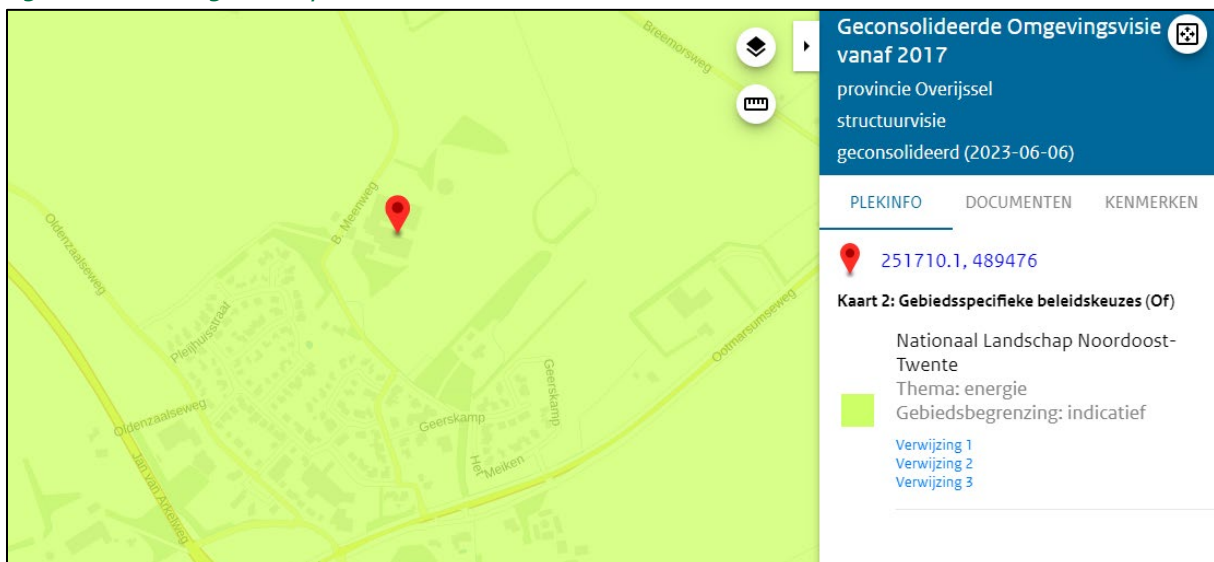 Geconsolideerde Omgevingsvisie
vanaf 2017
provincie Overijssel
structuurvisie
geconsolideerd (2023-06-06)
PLEKINFO DOCUMENTEN KENMERKEN
251710.1, 489476
Kaart 2: Gebiedsspecifieke beleidskeuzes (Of)
Nationaal Landschap Noordoost-
Twente
Thema: energie
Gebiedsbegrenzing: indicatief
Verwijzing 1
Verwijzing 2
Verwijzing 3
Breemorsweg
B. Meenweg
Oldenzaalseweg
Pleijhuisstraat
Ootmarsumseweg
Geerskamp
Geerskamp
Oldenzaalseweg
Het Meiken
Jan van Arkelweg